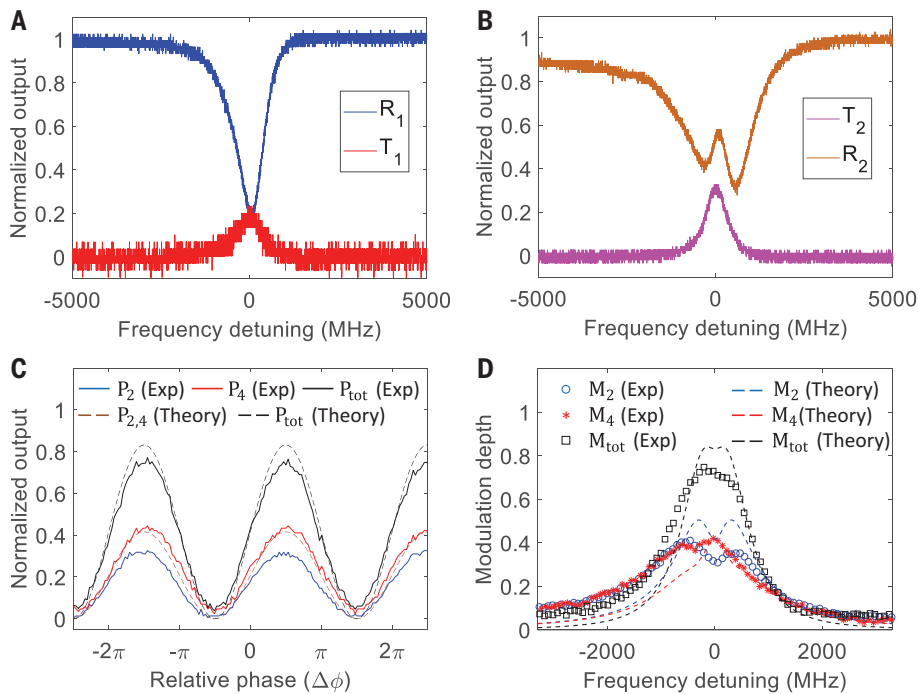 A
Normalized output
1
0.8
0.6
0.4
0.2
0
R1
T1
-5000 0 5000
Frequency detuning (MHz)
B
Normalized output
1
0.8
0.6
0.4
0.2
0
T2
R2
-5000 0 5000
Frequency detuning (MHz)
C
Normalized output
1
0.8
0.6
0.4
0.2
0
P2 (Exp) P4 (Exp) Ptot (Exp)
P2,4 (Theory) Ptot (Theory)
-2π -π 0 π 2π
Relative phase (Δϕ)
D
Modulation depth
1
0.8
0.6
0.4
0.2
0
M2 (Exp) M2 (Theory)
M4 (Exp) M4(Theory)
Mtot (Exp) Mtot (Theory)
-2000 0 2000
Frequency detuning (MHz)